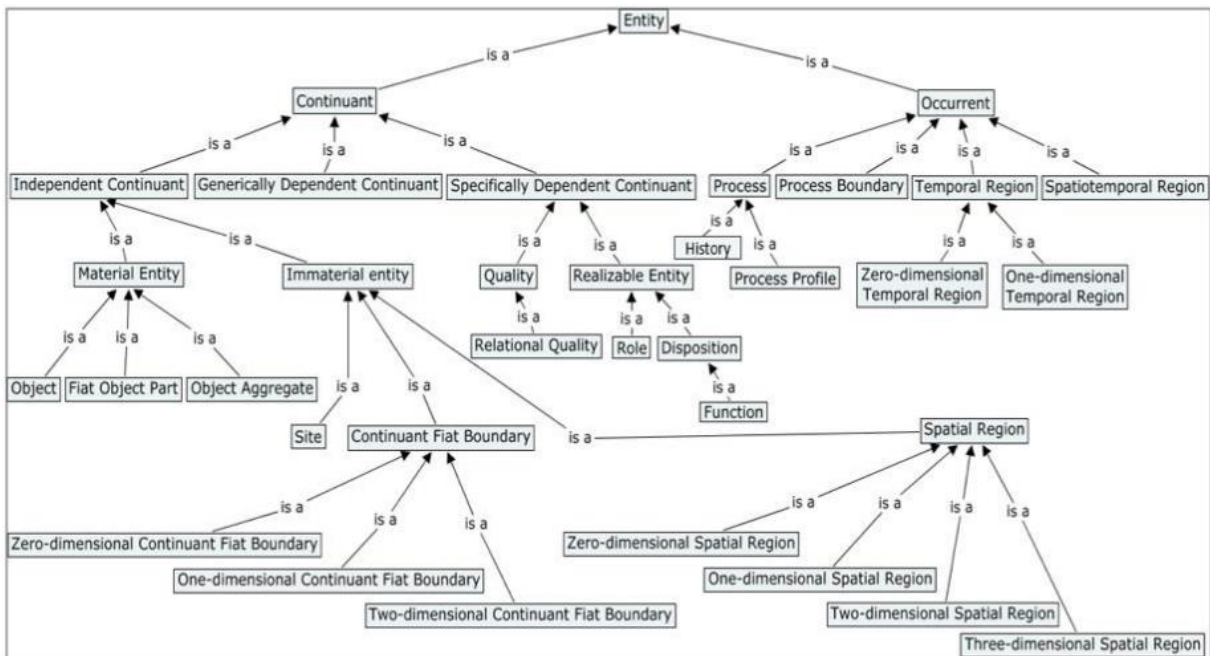 Entity
is a
is a
Continuant
Occurrent
is a
is a
is a
is a
is a
is a
is a
Independent Continuant
Generically Dependent Continuant
Specifically Dependent Continuant
Process
Process Boundary
Temporal Region
Spatiotemporal Region
is a
is a
is a
is a
is a
is a
is a
is a
History
Material Entity
Immaterial entity
Quality
Realizable Entity
Process Profile
Zero-dimensional
Temporal Region
One-dimensional
Temporal Region
is a
is a
is a
is a
is a
is a
Relational Quality
Role
Disposition
Object
Fiat Object Part
Object Aggregate
is a
is a
is a
Function
Site
Continuant Fiat Boundary
is a
Spatial Region
is a
is a
is a
is a
is a
is a
is a
Zero-dimensional Continuant Fiat Boundary
Zero-dimensional Spatial Region
One-dimensional Continuant Fiat Boundary
One-dimensional Spatial Region
Two-dimensional Continuant Fiat Boundary
Two-dimensional Spatial Region
Three-dimensional Spatial Region